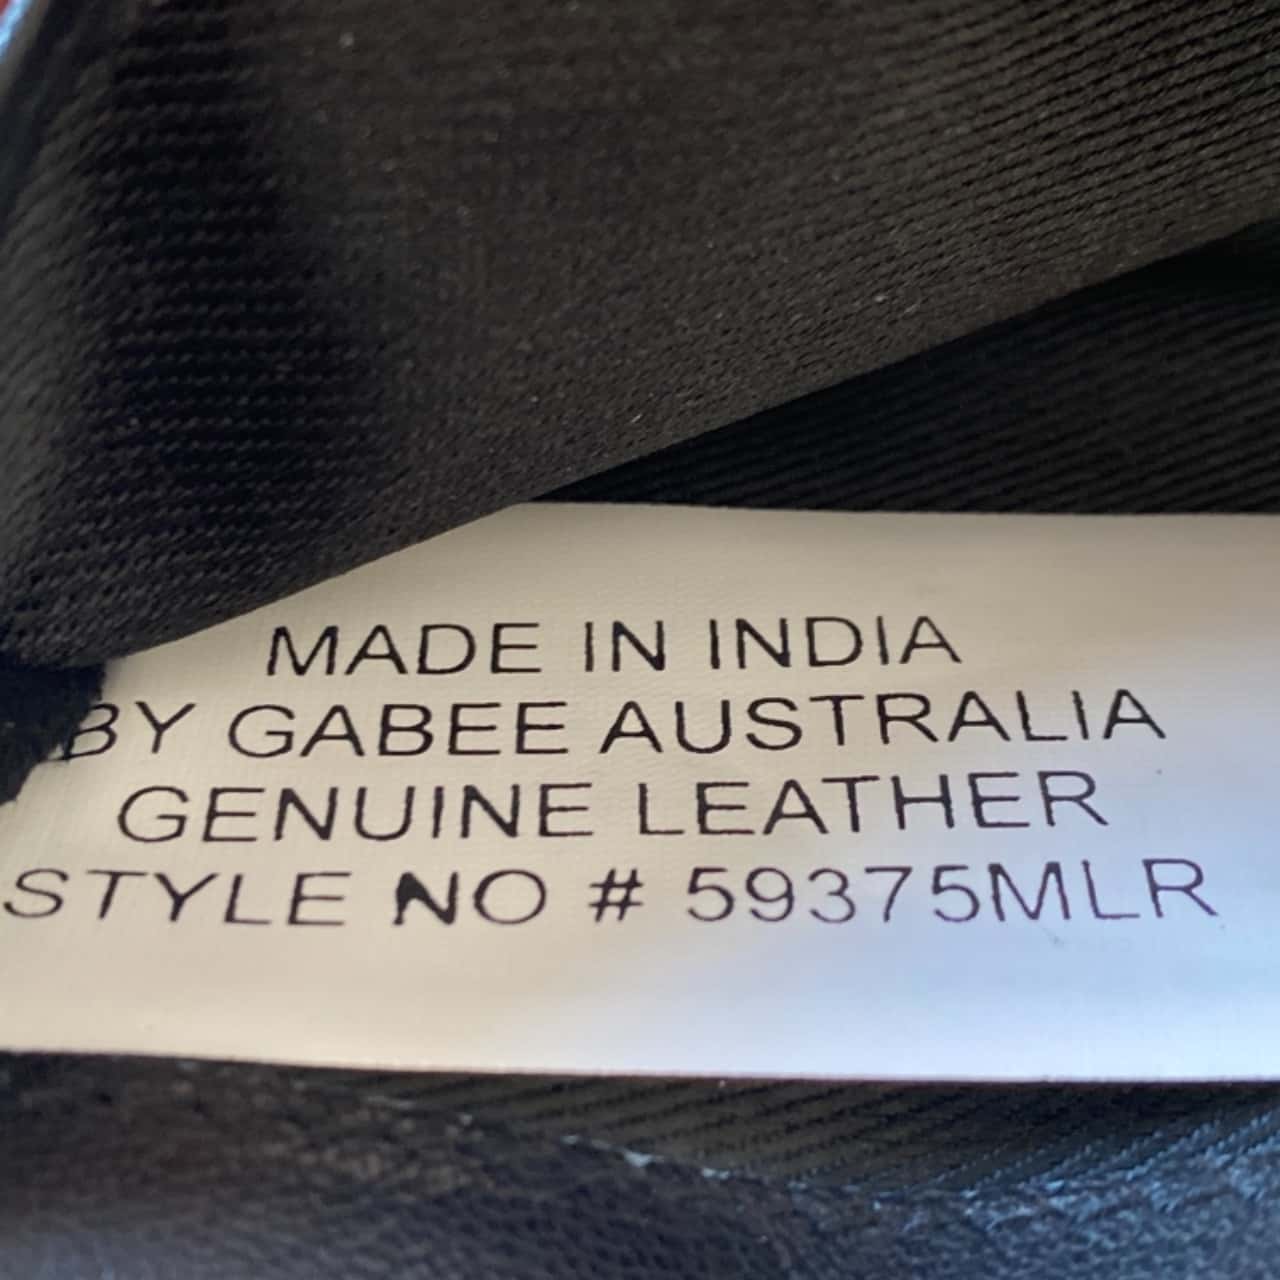 MADE IN INDIA
BY GABEE AUSTRALIA
GENUINE LEATHER
STYLE NO # 59375MLR